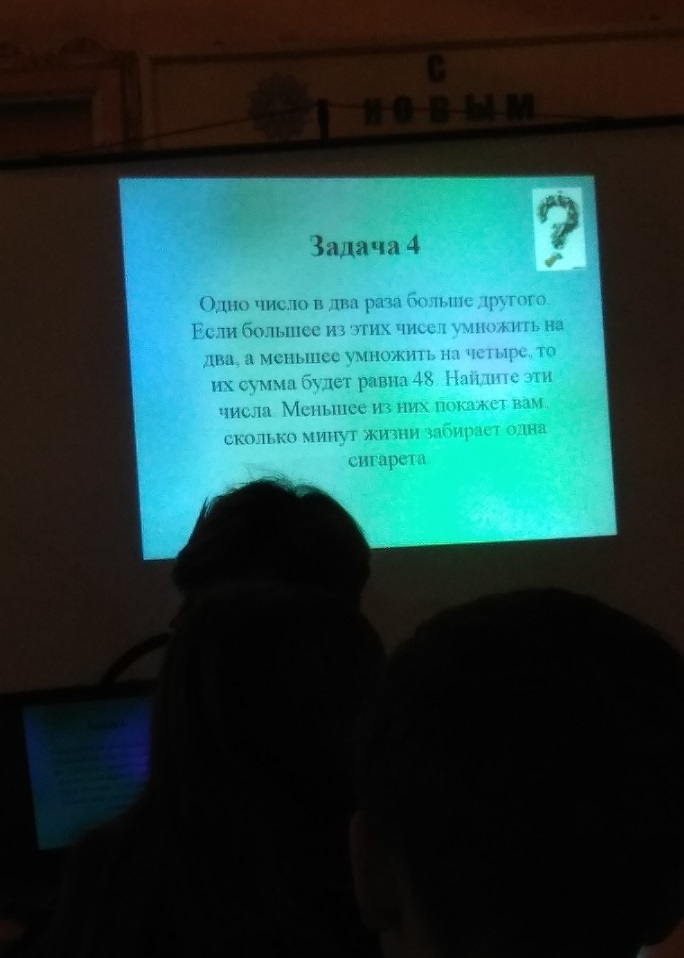 С
НОВЫМ
Задача 4
Одно число в два раза больше другого.
Если большее из этих чисел умножить на
два, а меньшее умножить на четыре, то
их сумма будет равна 48. Найдите эти
числа. Меньшее из них покажет вам,
сколько минут жизни забирает одна
сигарета.